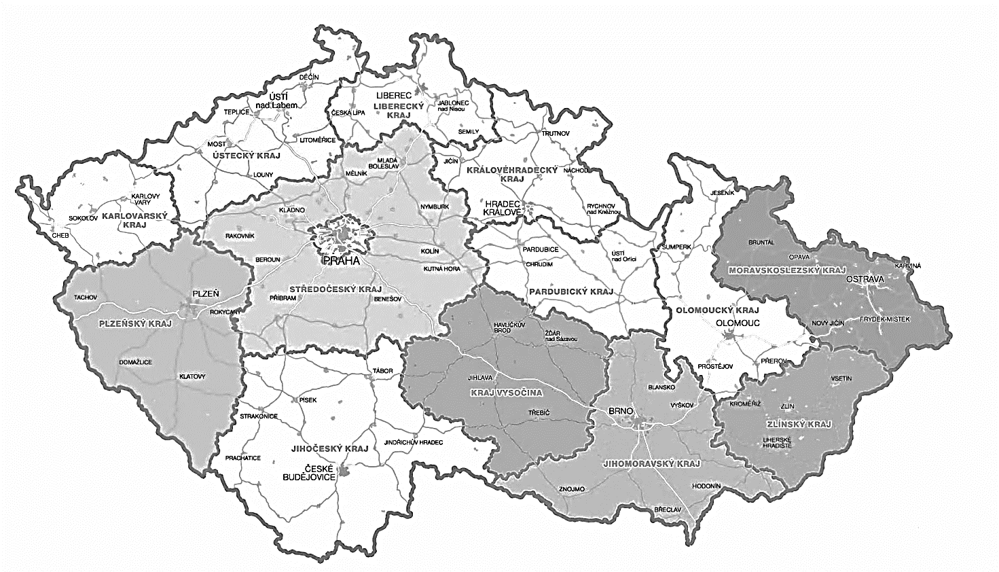 DĚČÍN
ÚSTÍ
nad Labem
TEPLICE
LIBEREC
LIBERECKÝ
KRAJ
JABLONEC
nad Nisou
ČESKÁ LÍPA
SEMILY
TRUTNOV
LITOMĚŘICE
MOST
ÚSTECKÝ KRAJ
MLADÁ
BOLESLAV
JIČÍN
KRÁLOVÉHRADECKÝ
KRAJ
NÁCHOD
LOUNY
MĚLNÍK
KARLOVY
VARY
SOKOLOV
KARLOVARSKÝ
KRAJ
CHEB
KLADNO
NYMBURK
HRADEC
KRÁLOVÉ
RYCHNOV
nad Kněžnou
JESENÍK
RAKOVNÍK
PRAHA
BEROUN
KOLÍN
KUTNÁ HORA
PARDUBICE
CHRUDIM
ÚSTÍ
nad Orlicí
ŠUMPERK
BRUNTÁL
OPAVA
KARVINÁ
MORAVSKOSLEZSKÝ KRAJ
OSTRAVA
TACHOV
PLZEŇ
ROKYCANY
PLZEŇSKÝ KRAJ
STŘEDOČESKÝ KRAJ
PŘÍBRAM
BENEŠOV
PARDUBICKÝ KRAJ
OLOMOUCKÝ KRAJ
OLOMOUC
NOVÝ JIČÍN
FRÝDEK-MÍSTEK
HAVLÍČKŮV
BROD
ŽĎÁR
nad Sázavou
DOMAŽLICE
KLATOVY
TÁBOR
JIHLAVA
KRAJ VYSOČINA
PROSTĚJOV
PŘEROV
VSETÍN
BLANSKO
PÍSEK
STRAKONICE
TŘEBÍČ
BRNO
VYŠKOV
KROMĚŘÍŽ
ZLÍN
ZLÍNSKÝ KRAJ
UHERSKÉ
HRADIŠTĚ
JIHOČESKÝ KRAJ
JINDŘICHŮV HRADEC
PRACHATICE
ČESKÉ
BUDĚJOVICE
JIHOMORAVSKÝ KRAJ
ZNOJMO
HODONÍN
BŘECLAV